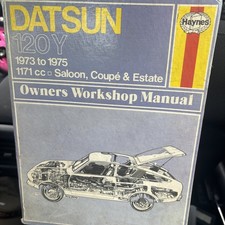 DATSUN
Haynes
120Y
1973 to 1975
1171 cc ○ Saloon, Coupé & Estate
Owners Workshop Manual